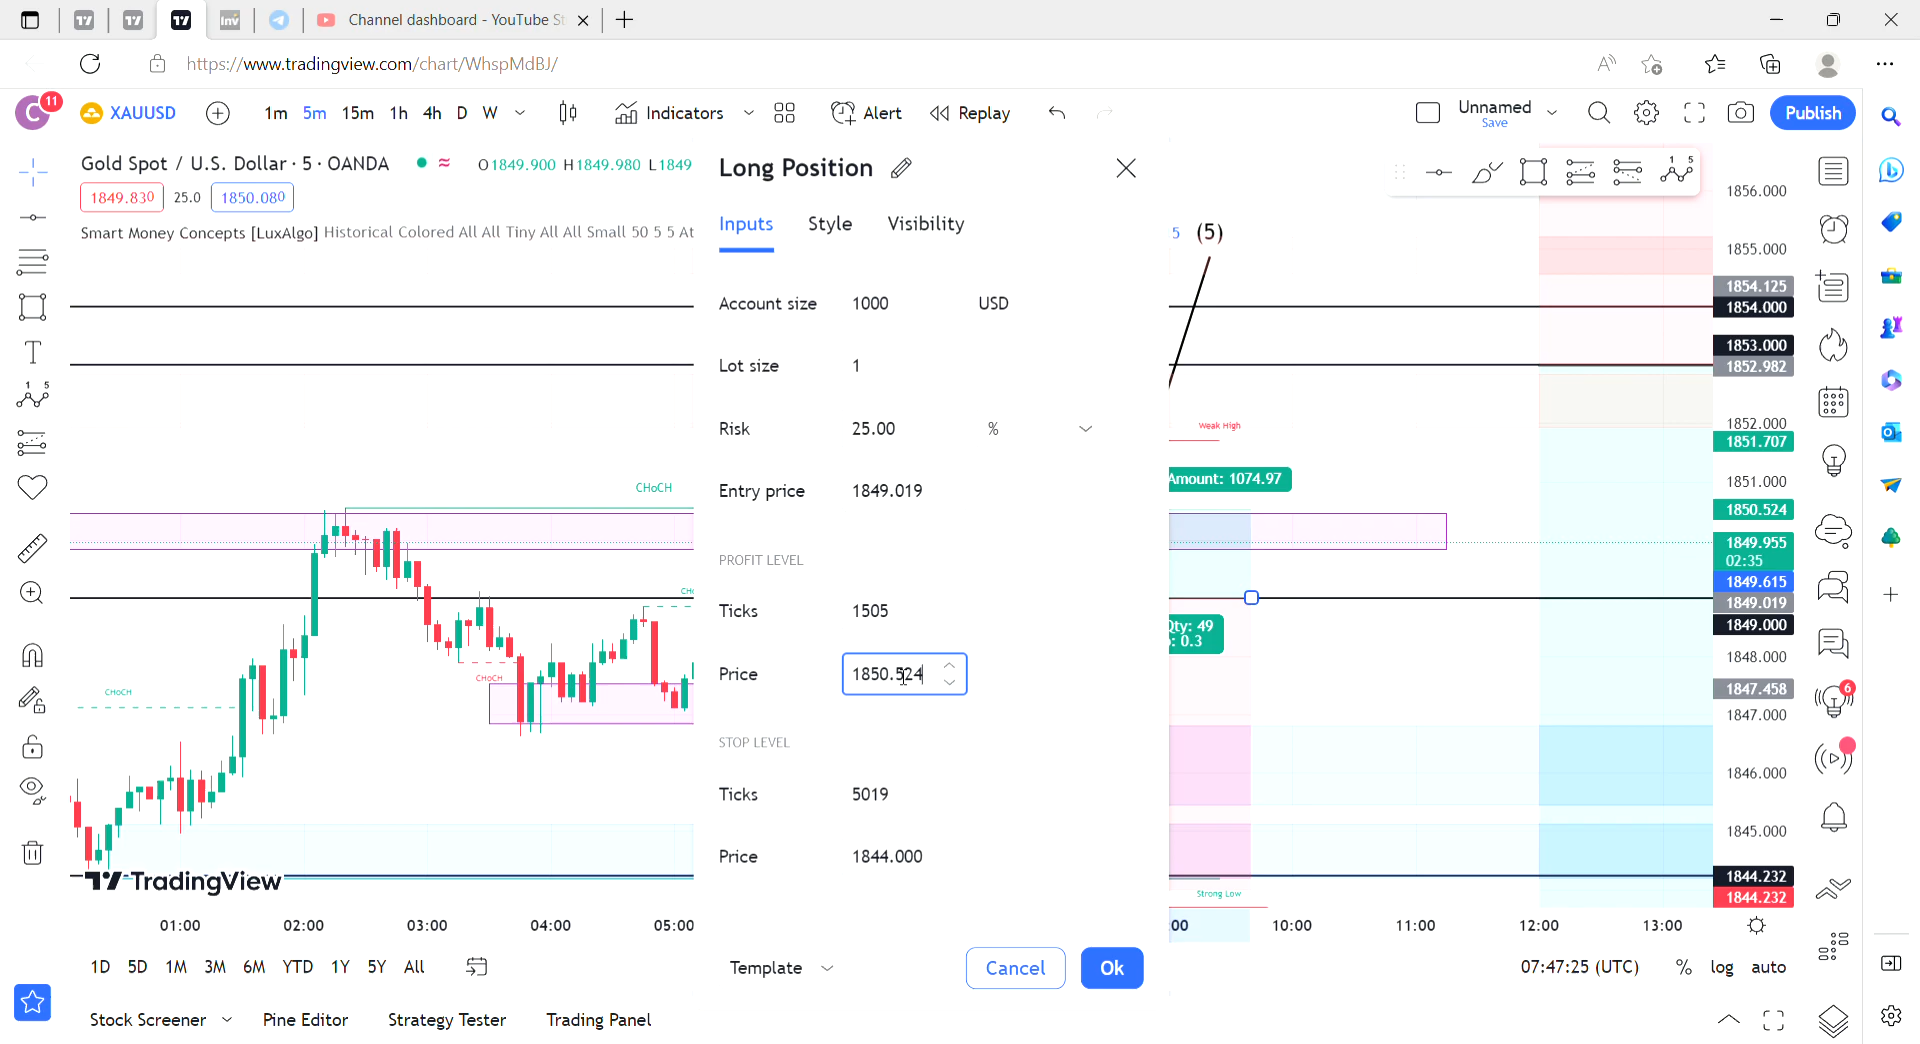 Channel dashboard - YouTube St
https://www.tradingview.com/chart/WhspMdBJ/
C 11 XAUUSD 1m 5m 15m 1h 4h D W Indicators Alert Replay Unnamed Save Publish
Gold Spot / U.S. Dollar · 5 · OANDA O1849.900 H1849.980 L1849
1849.830 25.0 1850.080
Smart Money Concepts [LuxAlgo] Historical Colored All All Tiny All All Small 50 5 5 At
Long Position
Inputs Style Visibility
Account size 1000 USD
Lot size 1
Risk 25.00 %
Entry price 1849.019
PROFIT LEVEL
Ticks 1505
Price 1850.524
STOP LEVEL
Ticks 5019
Price 1844.000
Template Cancel Ok
CHoCH
CHoCH
CHoCH
CHo
TradingView
5 (5)
Weak High
Amount: 1074.97
Qty: 49
: 0.3
Strong Low
1856.000
1855.000
1854.125
1854.000
1853.000
1852.982
1852.000
1851.707
1851.000
1850.524
1849.955
02:35
1849.615
1849.019
1849.000
1848.000
1847.458
1847.000
1846.000
1845.000
1844.232
1844.232
01:00 02:00 03:00 04:00 05:00 :00 10:00 11:00 12:00 13:00
1D 5D 1M 3M 6M YTD 1Y 5Y All 07:47:25 (UTC) % log auto
Stock Screener Pine Editor Strategy Tester Trading Panel
6